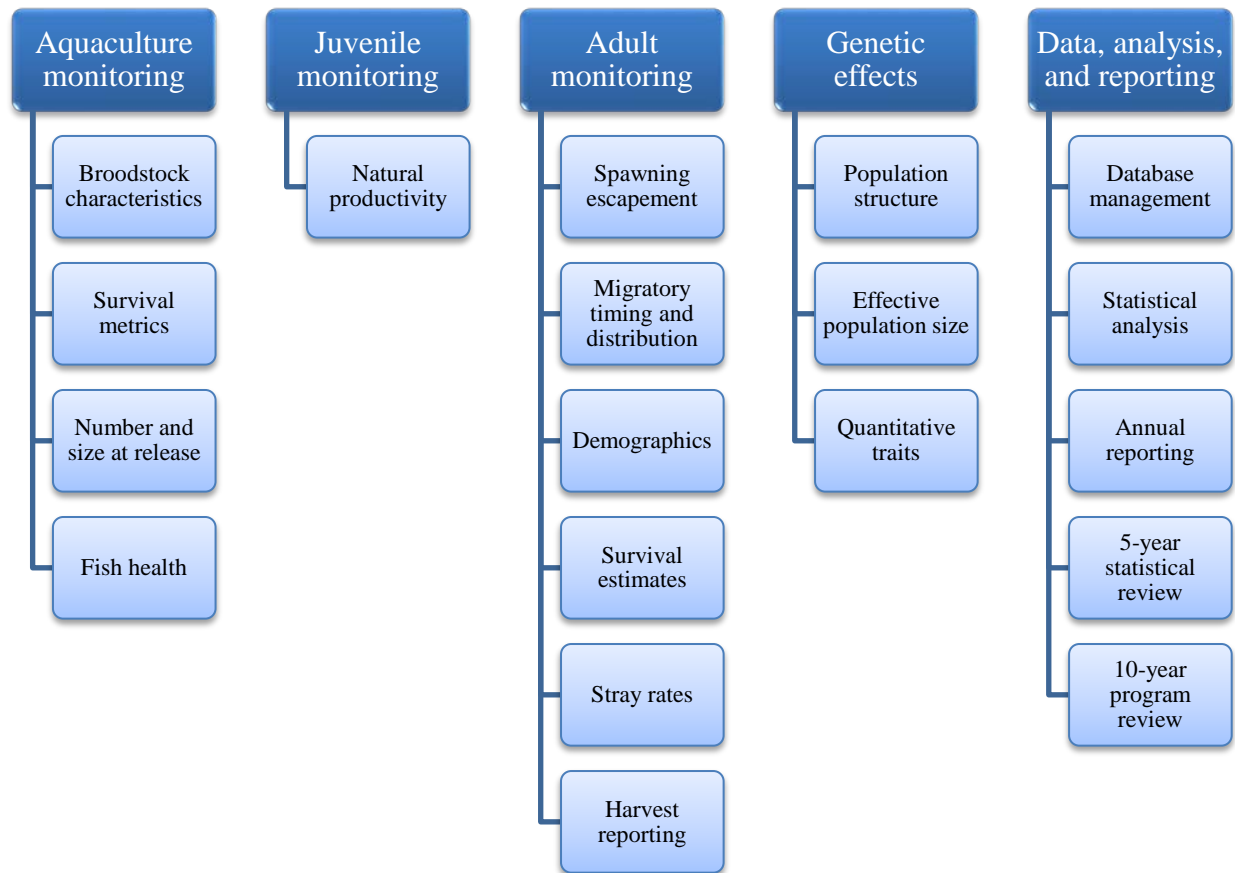 Aquaculture
monitoring
Broodstock
characteristics
Survival
metrics
Number and
size at release
Fish health
Juvenile
monitoring
Natural
productivity
Adult
monitoring
Spawning
escapement
Migratory
timing and
distribution
Demographics
Survival
estimates
Stray rates
Harvest
reporting
Genetic
effects
Population
structure
Effective
population size
Quantitative
traits
Data, analysis,
and reporting
Database
management
Statistical
analysis
Annual
reporting
5-year
statistical
review
10-year
program
review